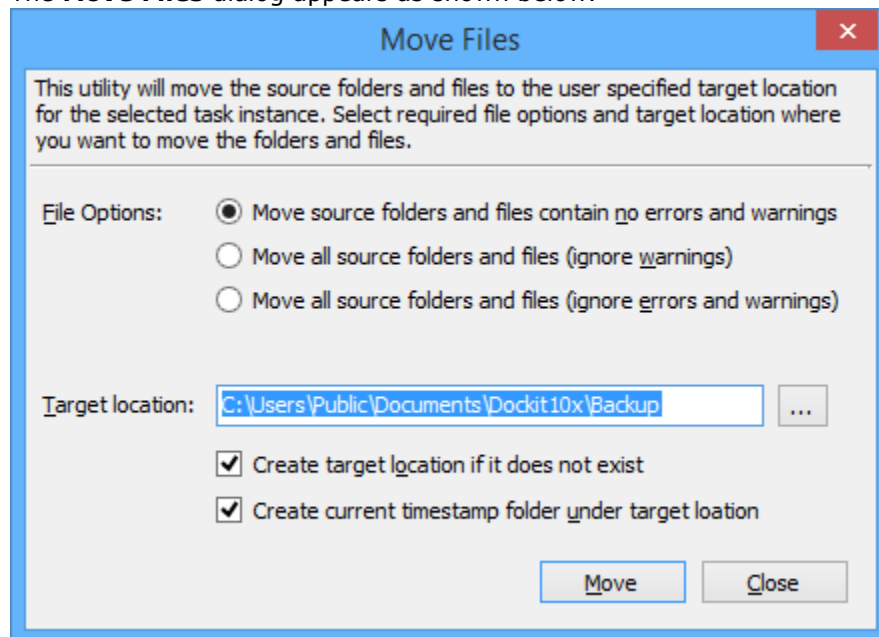 The Move Files dialog appears as shown below.
Move Files
This utility will move the source folders and files to the user specified target location
for the selected task instance. Select required file options and target location where
you want to move the folders and files.
File Options:
Move source folders and files contain no errors and warnings
Move all source folders and files (ignore warnings)
Move all source folders and files (ignore errors and warnings)
Target location:
C:\Users\Public\Documents\Dockit10x\Backup
...
Create target location if it does not exist
Create current timestamp folder under target loation
Move
Close